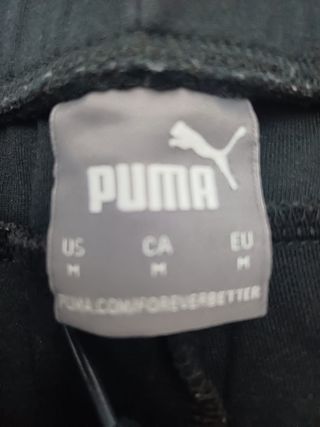 PUMA
US CA EU
M M M
PUMA.COM/FOREVERBETTER